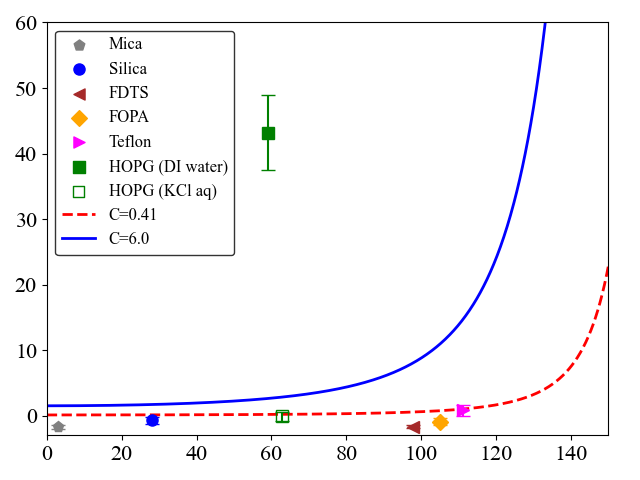 60
50
40
30
20
10
0
Mica
Silica
FDTS
FOPA
Teflon
HOPG (DI water)
HOPG (KCl aq)
C=0.41
C=6.0
0 20 40 60 80 100 120 140